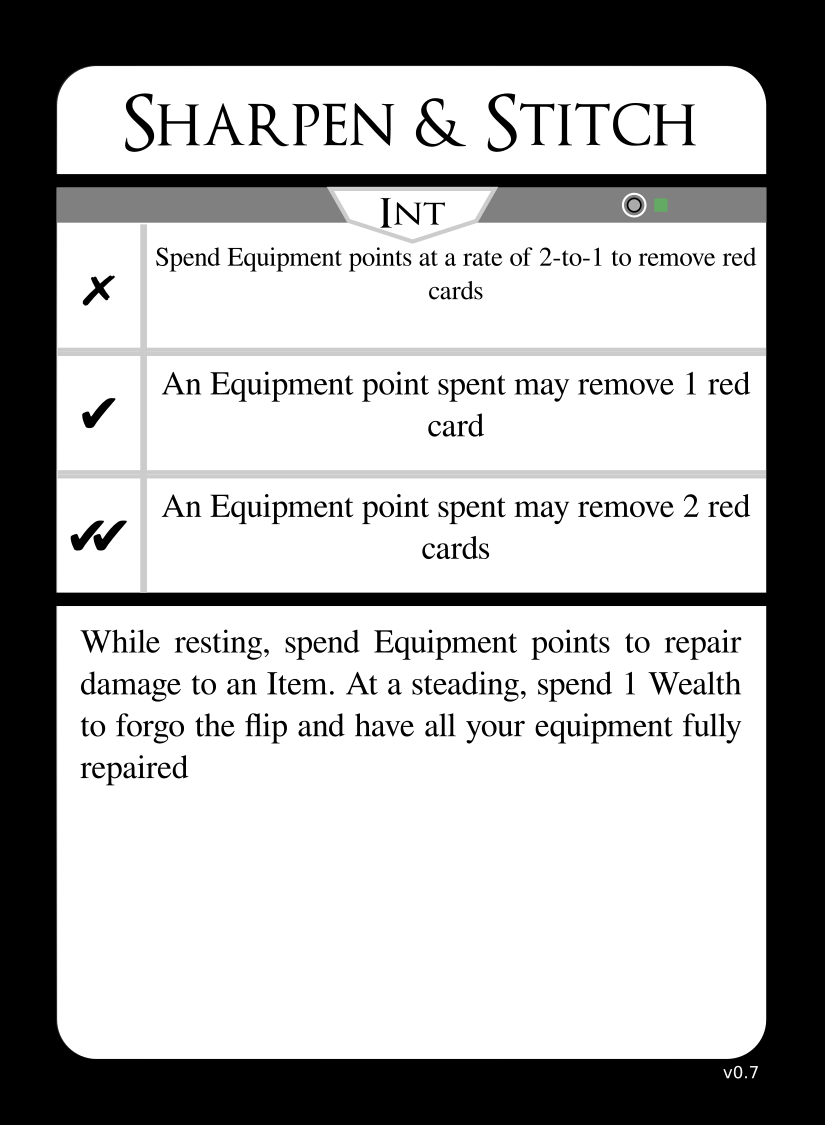 Sharpen & Stitch
Int
✗
Spend Equipment points at a rate of 2-to-1 to remove red
cards
✔
An Equipment point spent may remove 1 red
card
✔✔
An Equipment point spent may remove 2 red
cards
While resting, spend Equipment points to repair
damage to an Item. At a steading, spend 1 Wealth
to forgo the flip and have all your equipment fully
repaired
v0.7